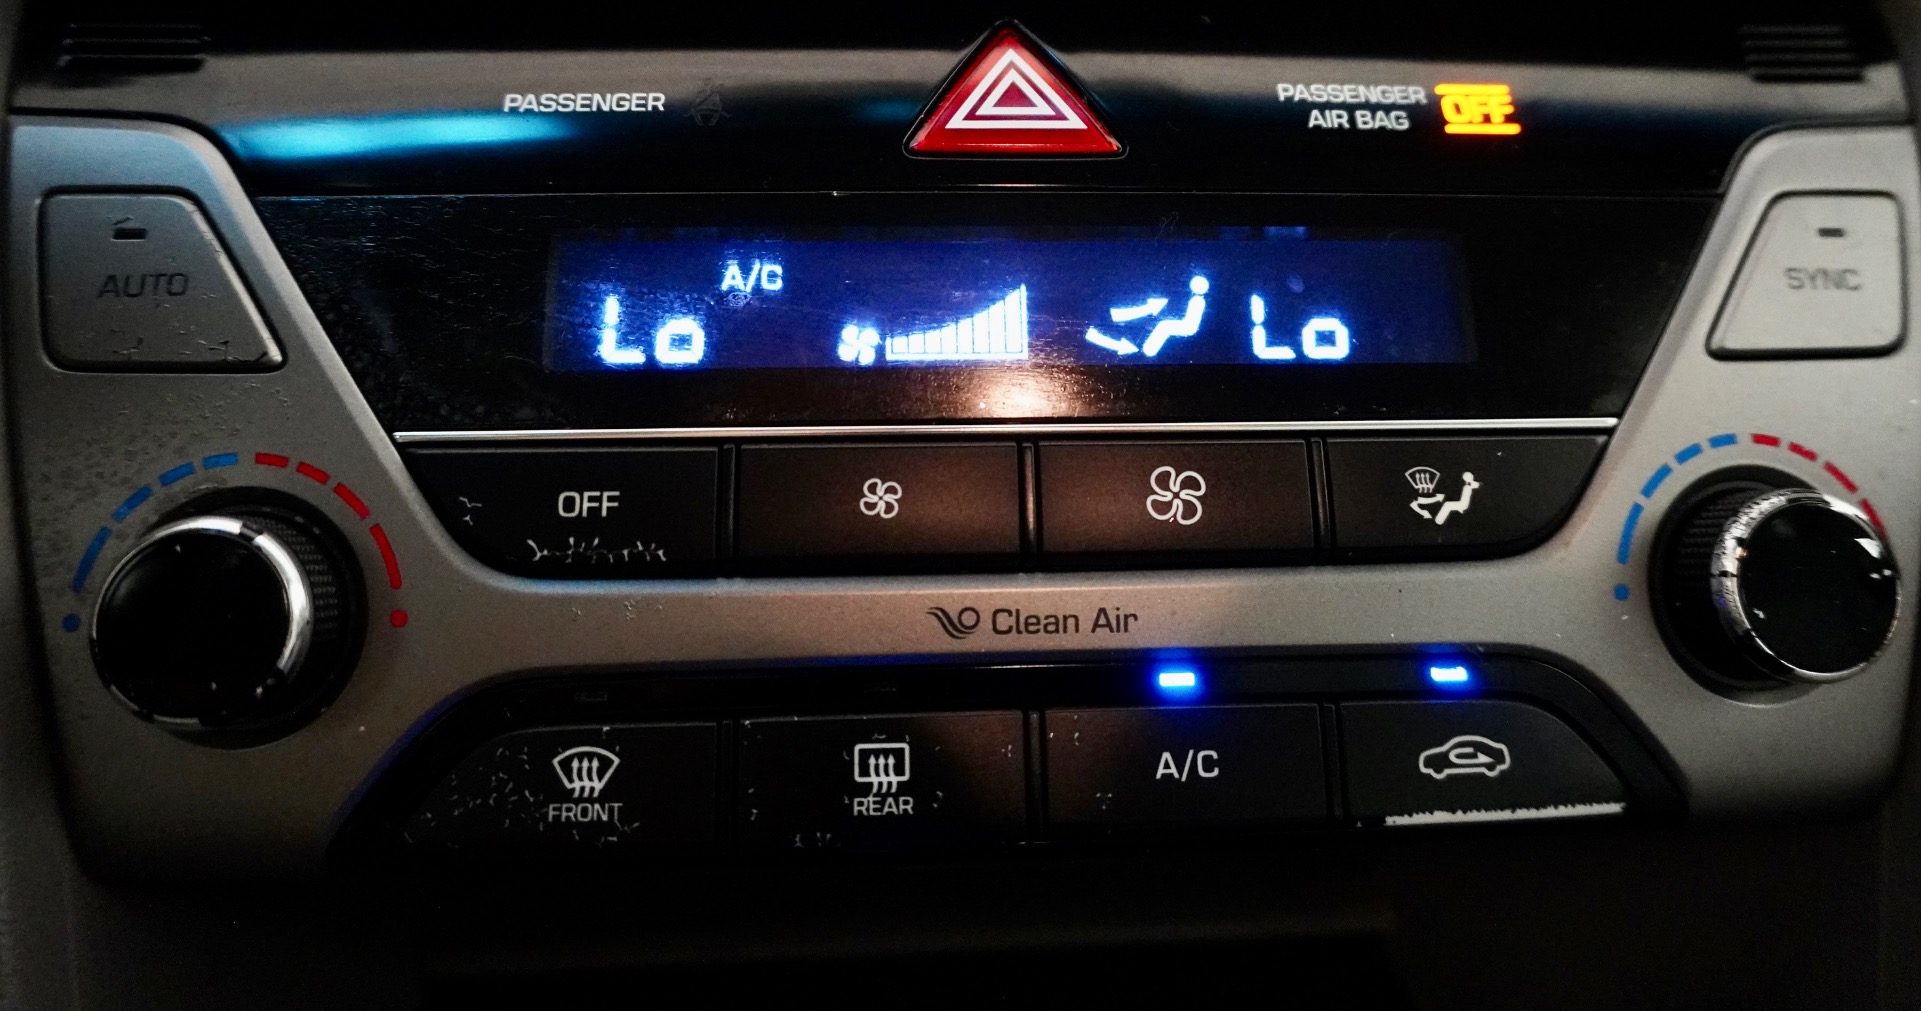 PASSENGER
PASSENGER
AIR BAG OFF
AUTO
A/C
Lo Lo
SYNC
OFF
Clean Air
FRONT
REAR
A/C